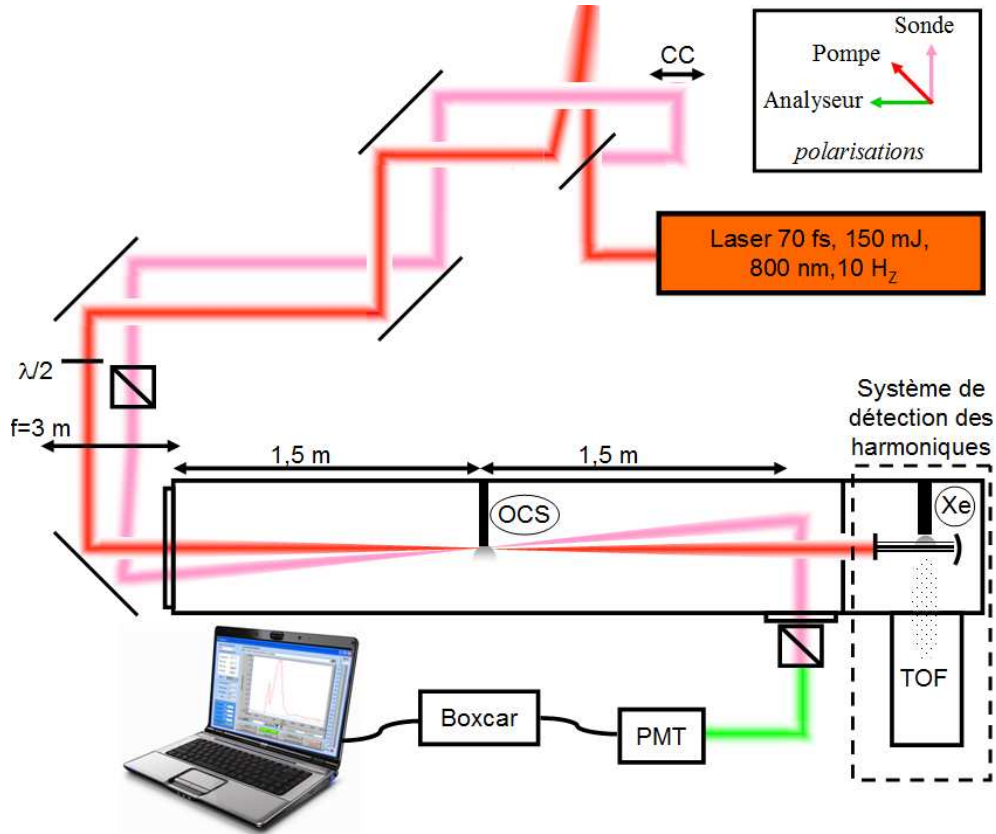 CC
Sonde
Pompe
Analyseur
polarisations
Laser 70 fs, 150 mJ,
800 nm,10 Hz
λ/2
f=3 m
1,5 m
1,5 m
Système de
détection des
harmoniques
OCS
Xe
TOF
Boxcar
PMT